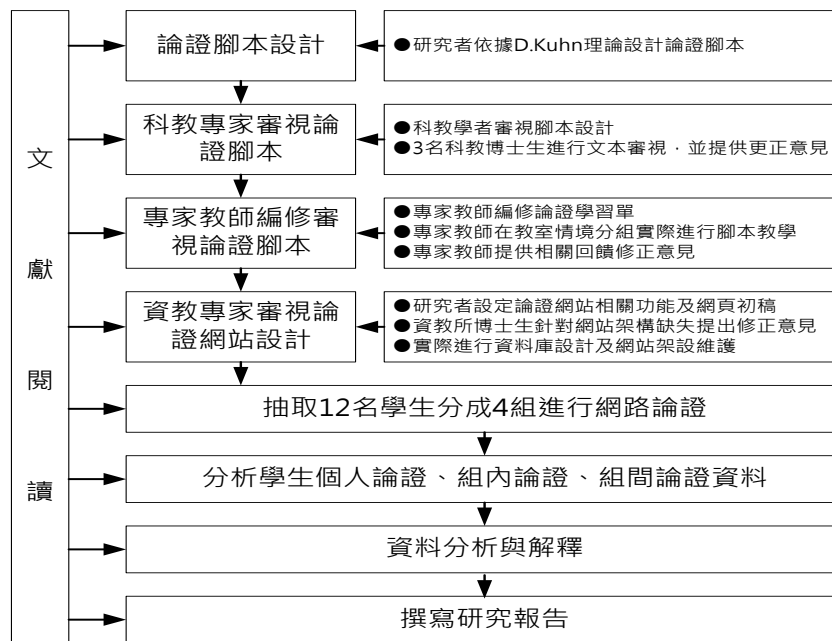 文
獻
閱
讀
論證腳本設計
●研究者依據D.Kuhn理論設計論證腳本
科教專家審視論
證腳本
●科教學者審視腳本設計
●3名科教博士生進行文本審視，並提供更正意見
專家教師編修審
視論證腳本
●專家教師編修論證學習單
●專家教師在教室情境分組實際進行腳本教學
●專家教師提供相關回饋修正意見
資教專家審視論
證網站設計
●研究者設定論證網站相關功能及網頁初稿
●資教所博士生針對網站架構缺失提出修正意見
●實際進行資料庫設計及網站架設維護
抽取12名學生分成4組進行網路論證
分析學生個人論證、組內論證、組間論證資料
資料分析與解釋
撰寫研究報告